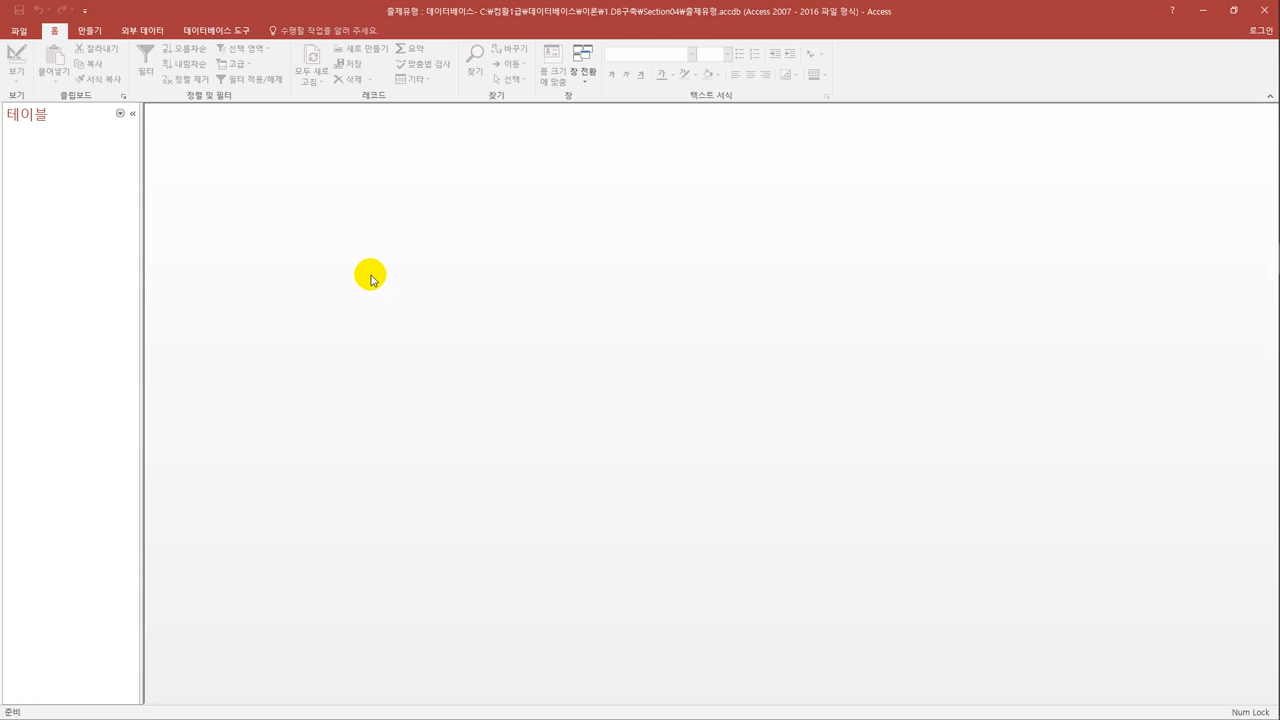 출제유형 : 데이터베이스- C:₩컴활1급₩데이터베이스₩이론₩1.DB구축₩Section04₩출제유형.accdb (Access 2007 - 2016 파일 형식) - Access
파일 홈 만들기 외부 데이터 데이터베이스 도구 수행할 작업을 알려 주세요. 로그인
보기
붙여넣기
잘라내기
복사
서식 복사
필터
오름차순
내림차순
정렬 제거
선택 영역
고급
필터 적용/해제
모두 새로
고침
새로 만들기
저장
삭제
요약
맞춤법 검사
기타
찾기
바꾸기
이동
선택
폼 크기
에 맞춤
창 전환
가 가 가
보기 클립보드 정렬 및 필터 레코드 찾기 창 텍스트 서식
테이블
준비 Num Lock